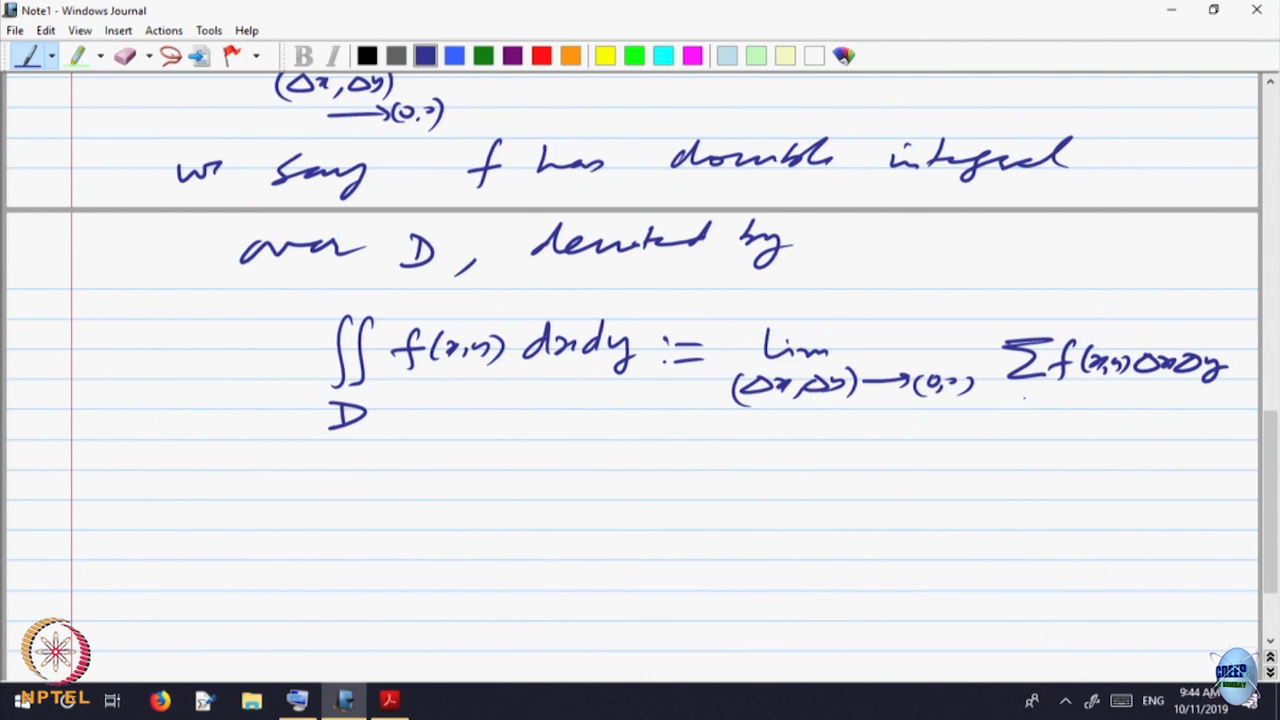 Note1 - Windows Journal
File Edit View Insert Actions Tools Help
B I
(Δx, Δy)
→(0,0)
we say f has double integral
over D, denoted by
∬ f(x,y) dxdy := lim ∑f(x,y)ΔxΔy
D (Δx,Δy)→(0,0)
NPTEL
CDEEP
ENG
9:44 AM
10/11/2019